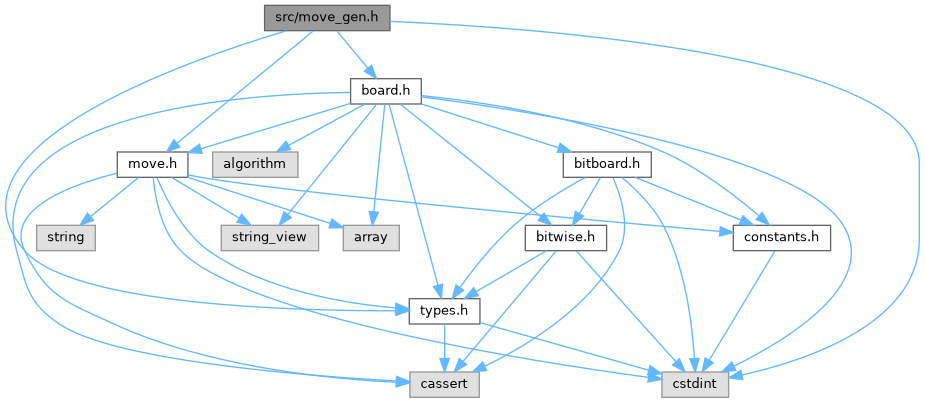 src/move_gen.h
board.h
move.h
algorithm
bitboard.h
string
string_view
array
bitwise.h
constants.h
types.h
cassert
cstdint